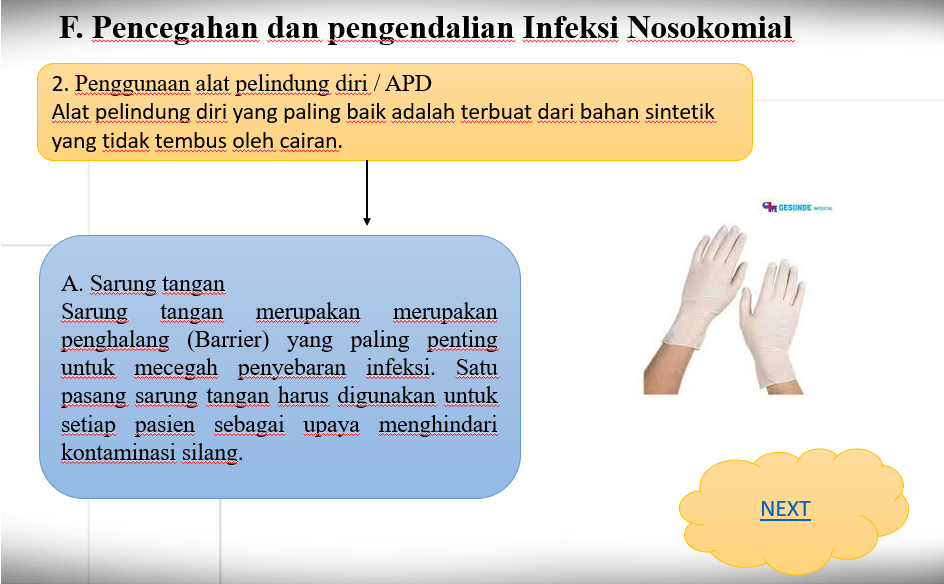 F. Pencegahan dan pengendalian Infeksi Nosokomial
2. Penggunaan alat pelindung diri / APD
Alat pelindung diri yang paling baik adalah terbuat dari bahan sintetik
yang tidak tembus oleh cairan.
GESUNDE MEDICAL
A. Sarung tangan
Sarung tangan merupakan merupakan
penghalang (Barrier) yang paling penting
untuk mecegah penyebaran infeksi. Satu
pasang sarung tangan harus digunakan untuk
setiap pasien sebagai upaya menghindari
kontaminasi silang.
NEXT